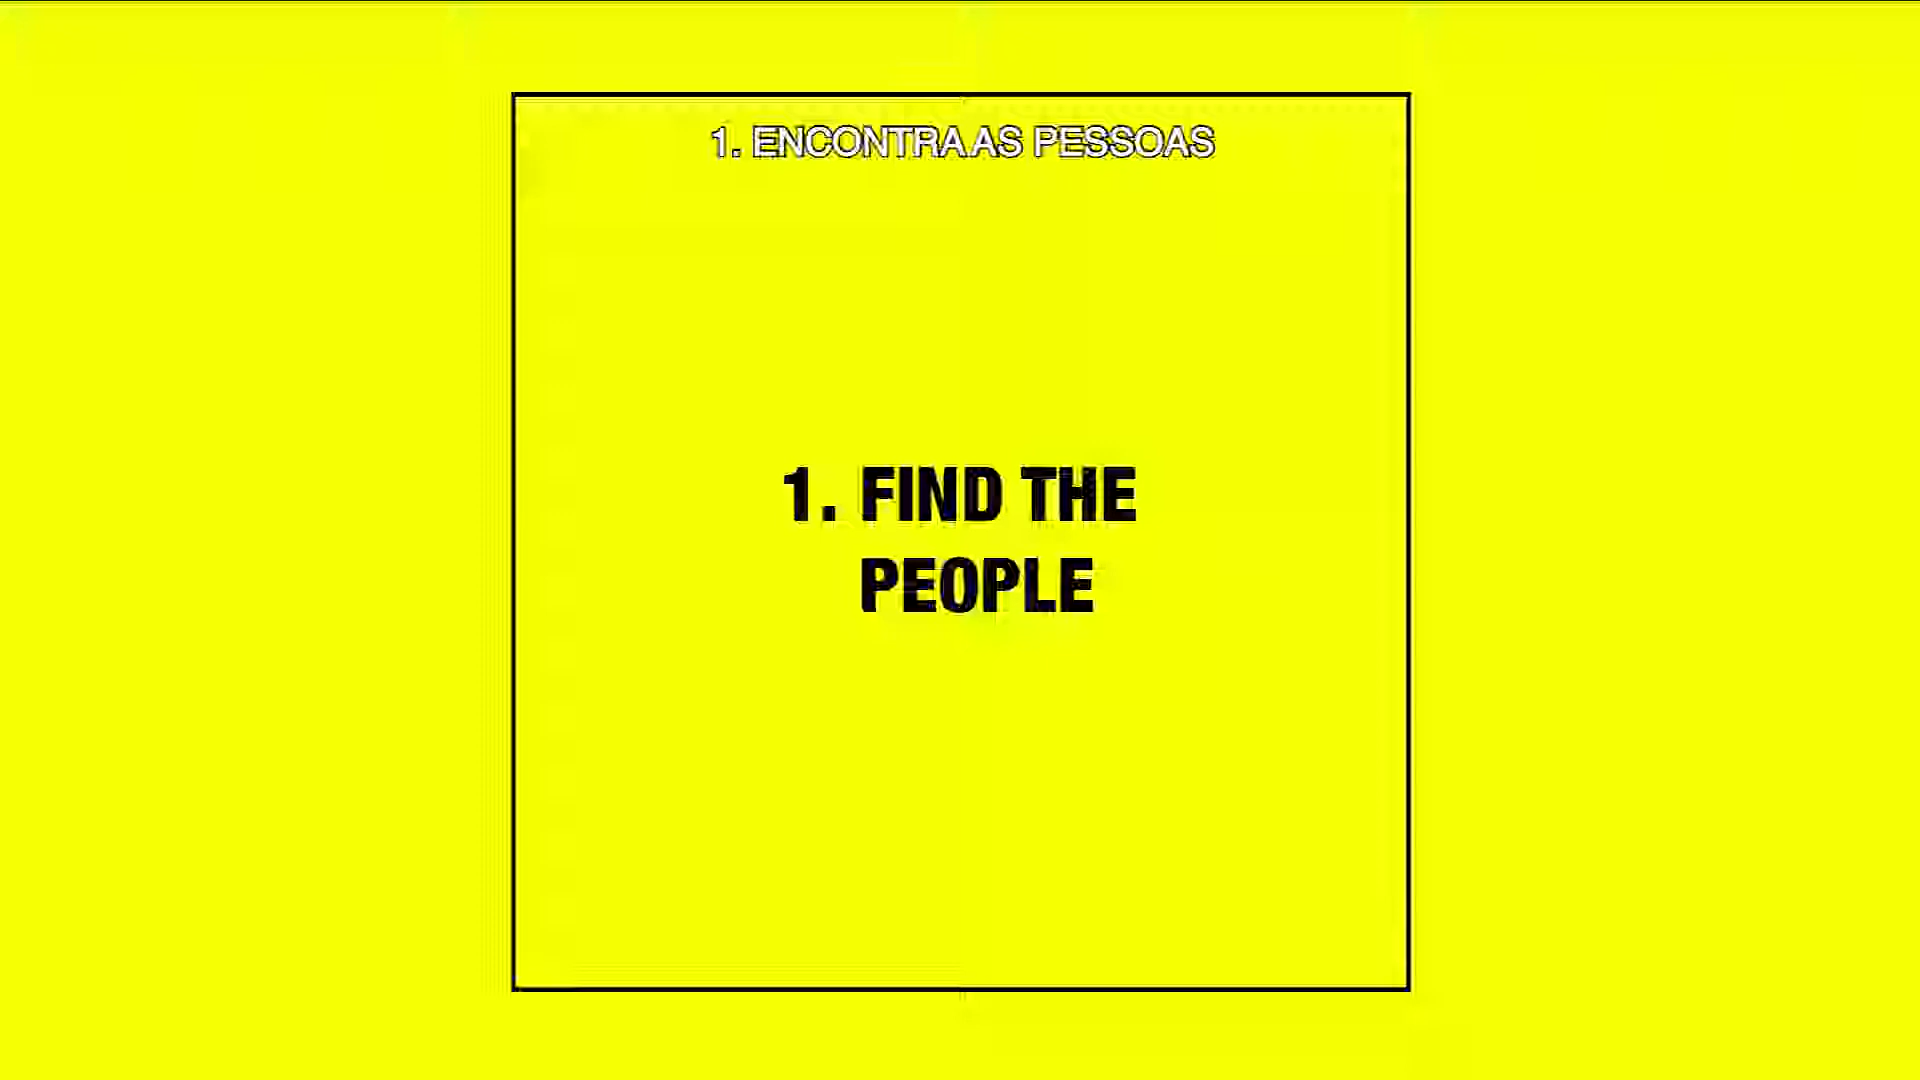 1. ENCONTRA AS PESSOAS
1. FIND THE
PEOPLE